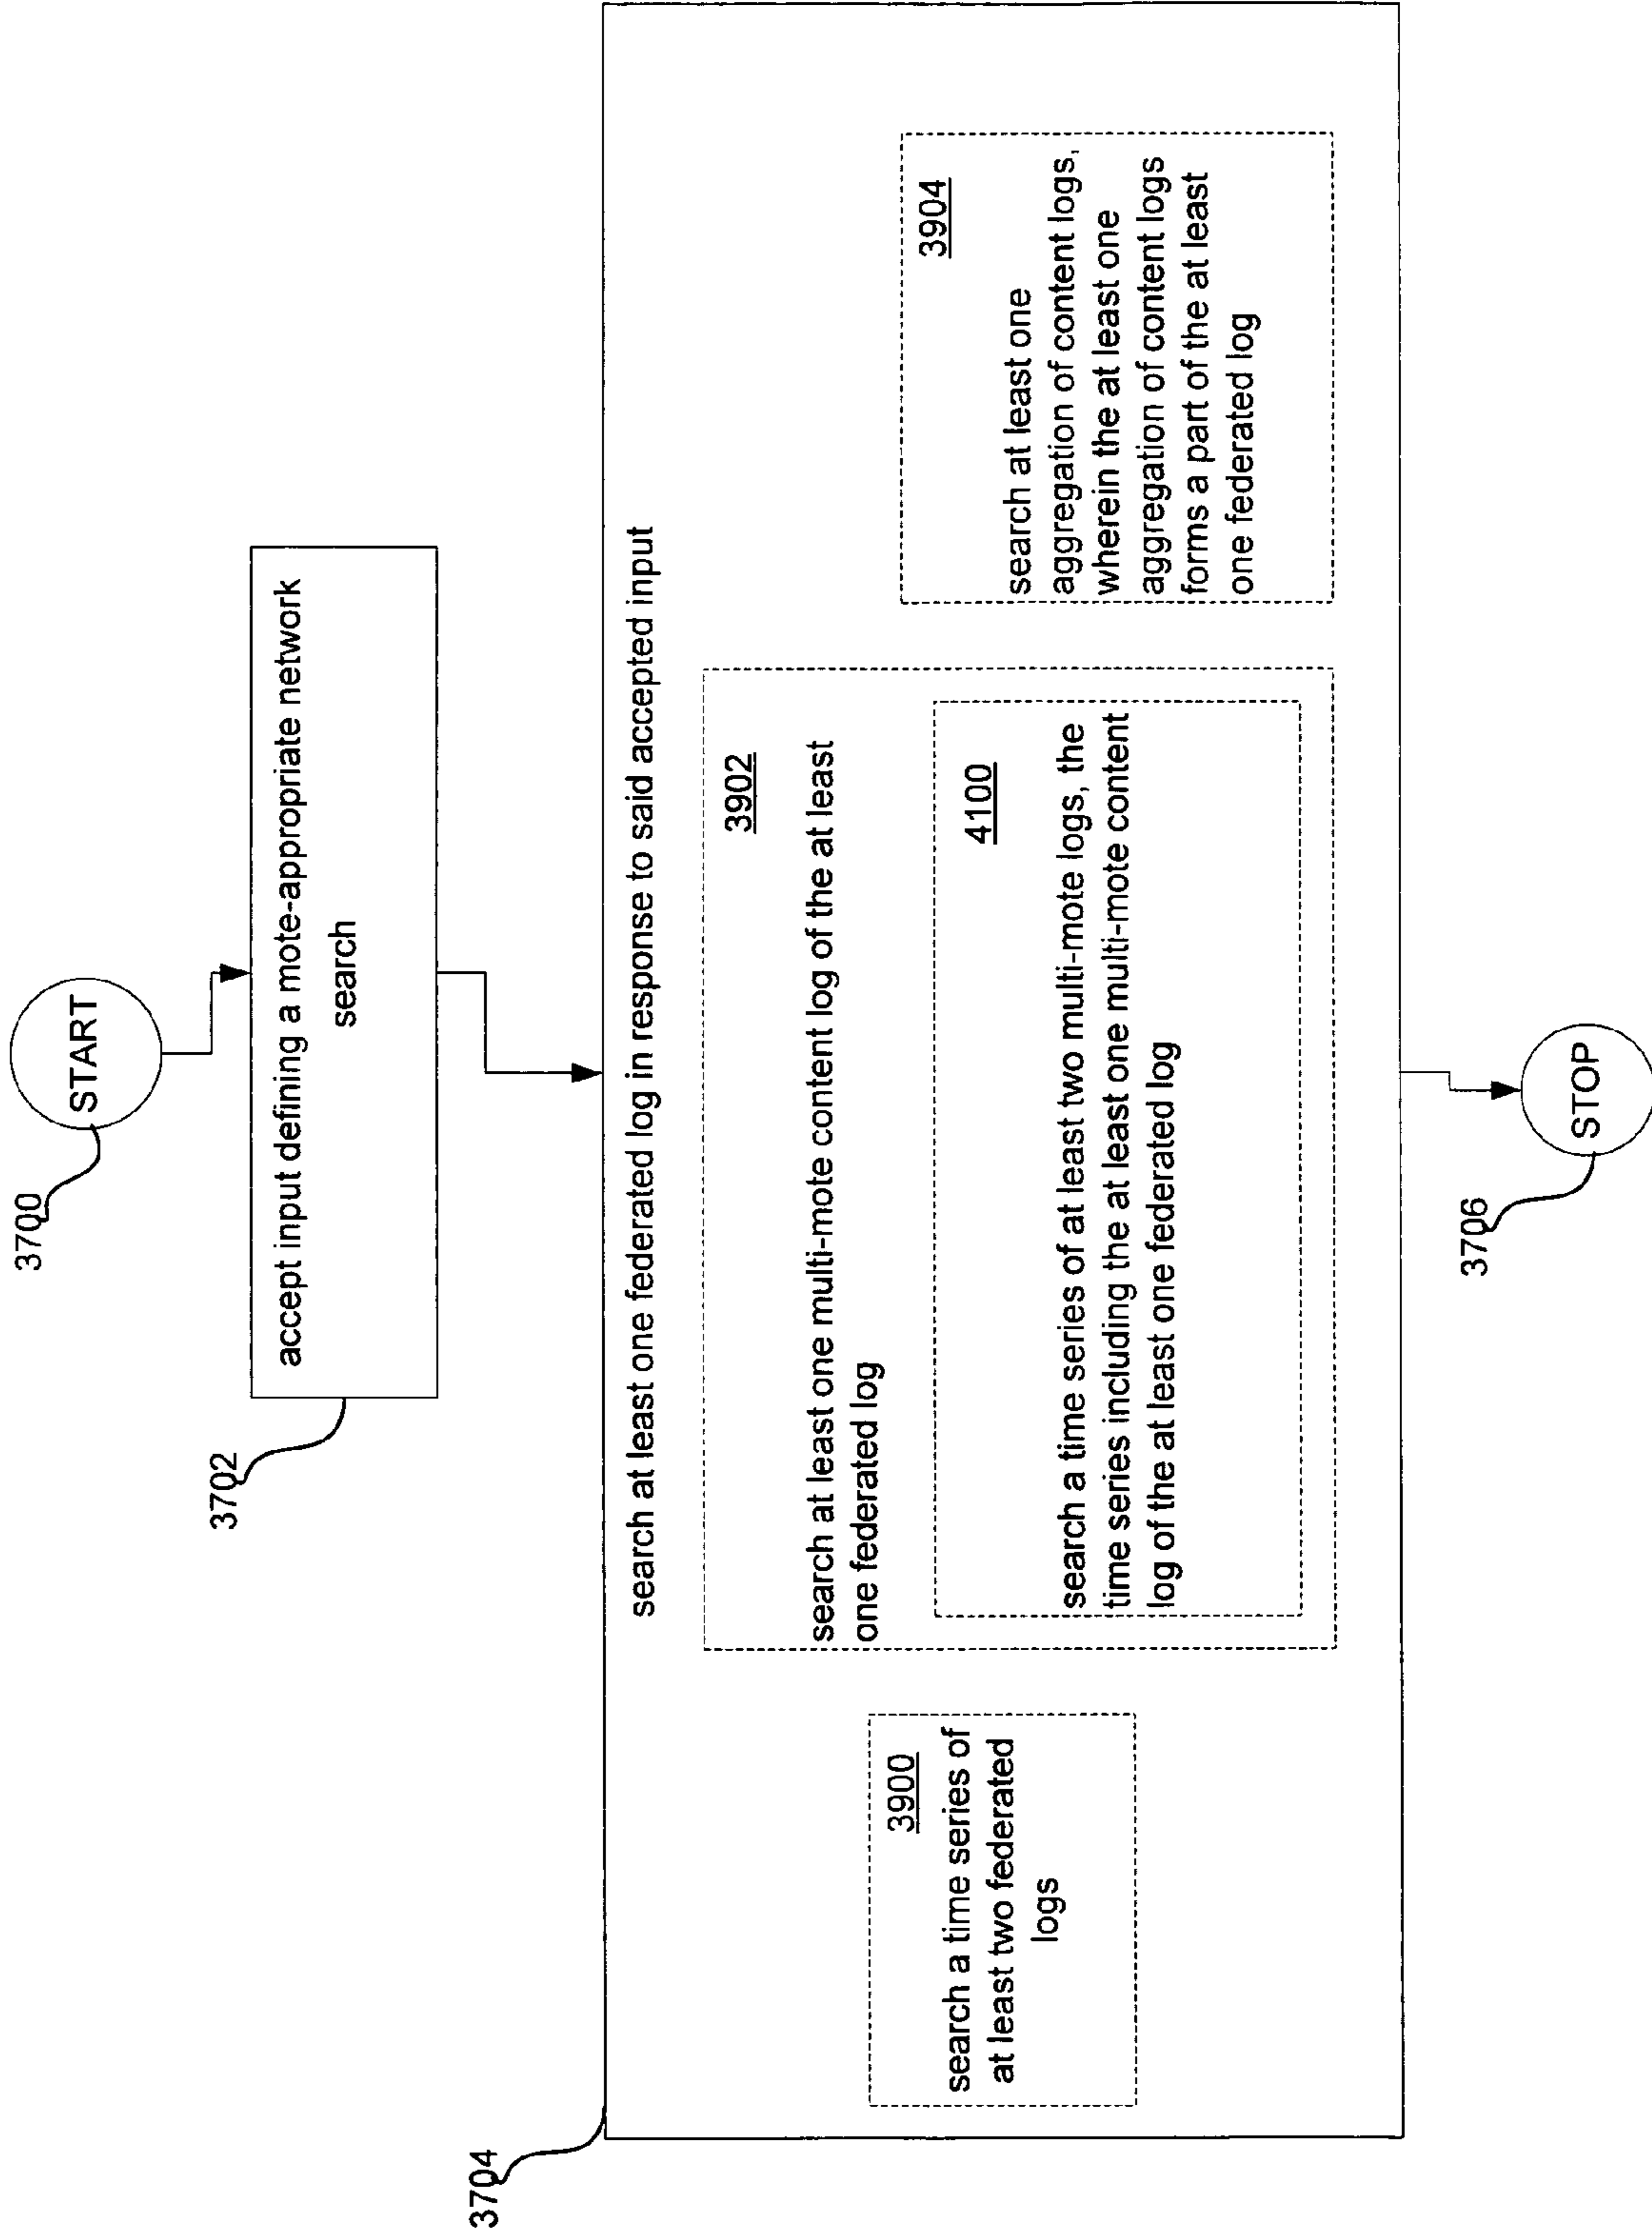 3700
START
3702
accept input defining a mote-appropriate network
search
3704
search at least one federated log in response to said accepted input
3900
search a time series of
at least two federated
logs
3902
search at least one multi-mote content log of the at least
one federated log
4100
search a time series of at least two multi-mote logs, the
time series including the at least one multi-mote content
log of the at least one federated log
3904
search at least one
aggregation of content logs,
wherein the at least one
aggregation of content logs
forms a part of the at least
one federated log
3706
STOP